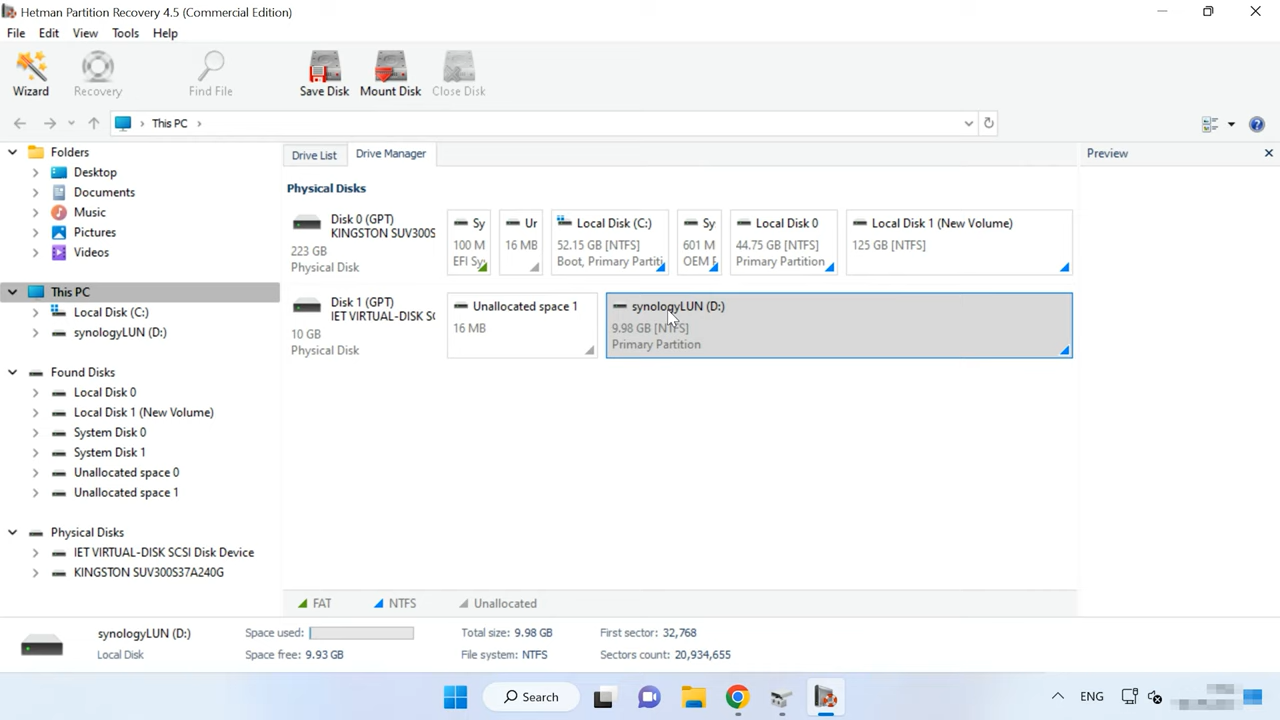 Hetman Partition Recovery 4.5 (Commercial Edition)
File Edit View Tools Help
Wizard Recovery Find File Save Disk Mount Disk Close Disk
This PC
Folders
Desktop
Documents
Music
Pictures
Videos
This PC
Local Disk (C:)
synologyLUN (D:)
Found Disks
Local Disk 0
Local Disk 1 (New Volume)
System Disk 0
System Disk 1
Unallocated space 0
Unallocated space 1
Physical Disks
IET VIRTUAL-DISK SCSI Disk Device
KINGSTON SUV300S37A240G
Drive List Drive Manager
Physical Disks
Disk 0 (GPT)
KINGSTON SUV300S
223 GB
Physical Disk
Sy
100 M
EFI Sy
Ur
16 MB
Local Disk (C:)
52.15 GB [NTFS]
Boot, Primary Partiti
Sy
601 M
OEM
Local Disk 0
44.75 GB [NTFS]
Primary Partition
Local Disk 1 (New Volume)
125 GB [NTFS]
Disk 1 (GPT)
IET VIRTUAL-DISK SC
10 GB
Physical Disk
Unallocated space 1
16 MB
synologyLUN (D:)
9.98 GB [NTFS]
Primary Partition
FAT NTFS Unallocated
Preview
synologyLUN (D:)
Local Disk
Space used:
Space free: 9.93 GB
Total size: 9.98 GB
File system: NTFS
First sector: 32,768
Sectors count: 20,934,655
Search
ENG